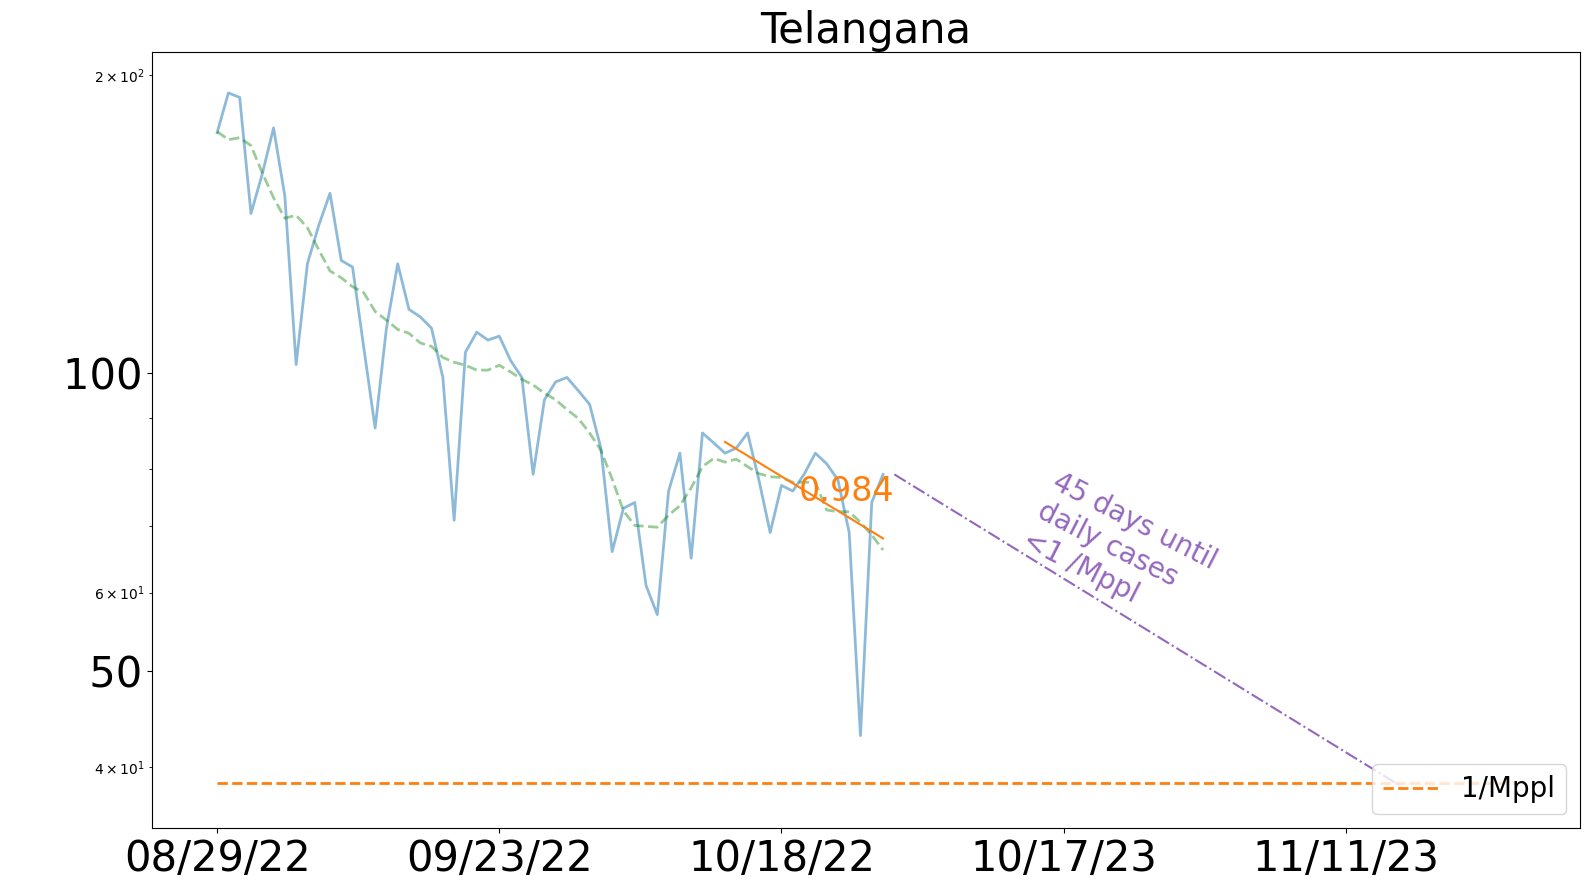 Telangana
2 × 10²
100
6 × 10¹
50
4 × 10¹
0.984
45 days until
daily cases
<1 /Mppl
1/Mppl
08/29/22 09/23/22 10/18/22 10/17/23 11/11/23